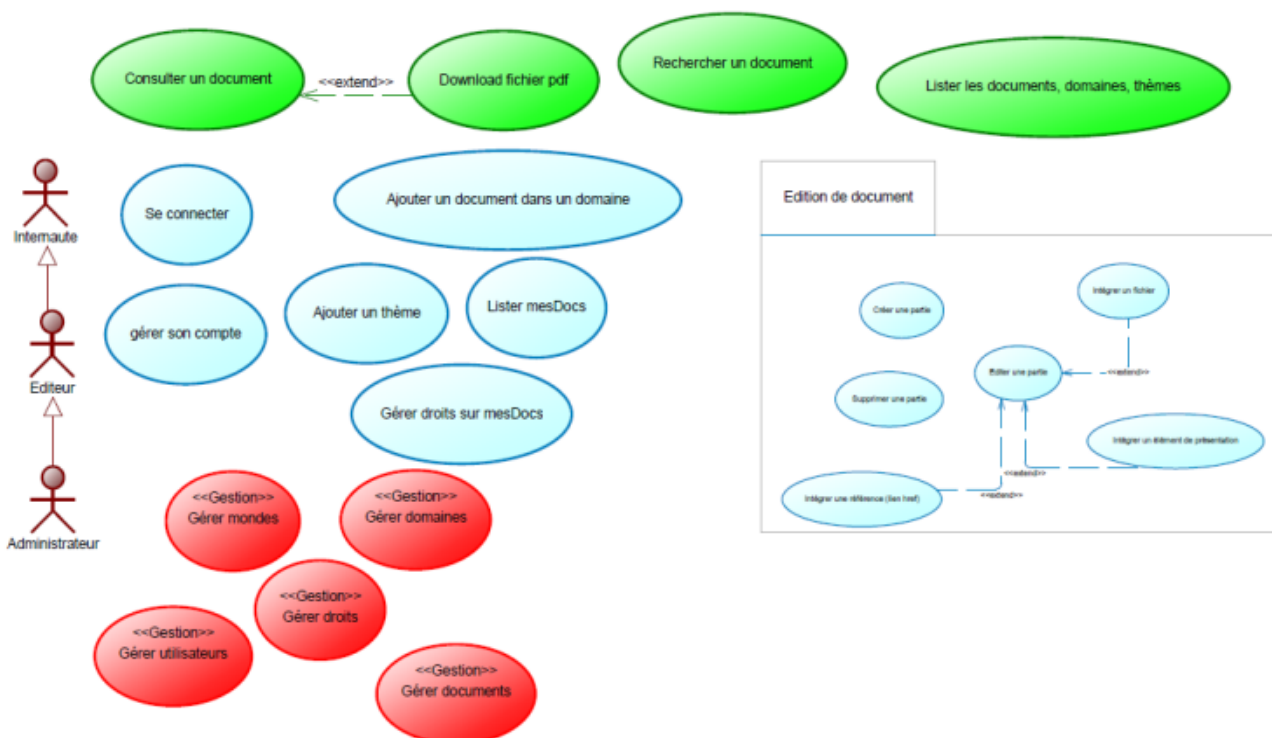 Consulter un document
<<extend>>
Download fichier pdf
Rechercher un document
Lister les documents, domaines, thèmes
Internaute
Se connecter
Ajouter un document dans un domaine
Edition de document
gérer son compte
Ajouter un thème
Lister mesDocs
Editeur
Gérer droits sur mesDocs
Créer une partie
Intégrer un fichier
Editer une partie
<<extend>>
Supprimer une partie
Intégrer un élément de présentation
<<extend>>
Intégrer une référence (lien href)
<<extend>>
Administrateur
<<Gestion>>
Gérer mondes
<<Gestion>>
Gérer domaines
<<Gestion>>
Gérer droits
<<Gestion>>
Gérer utilisateurs
<<Gestion>>
Gérer documents